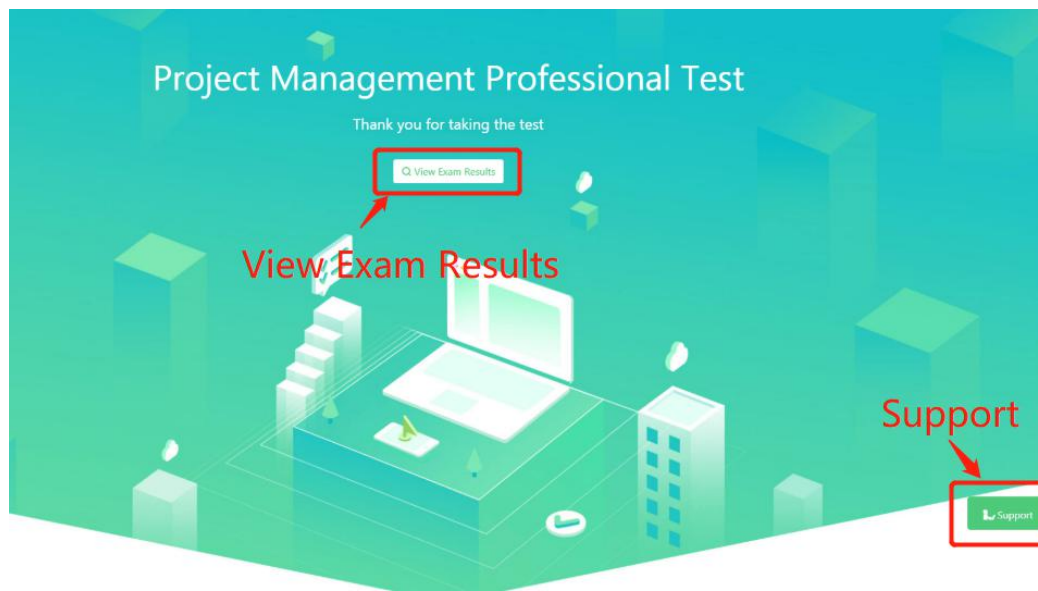 Project Management Professional Test
Thank you for taking the test
View Exam Results
View Exam Results
Support
Support